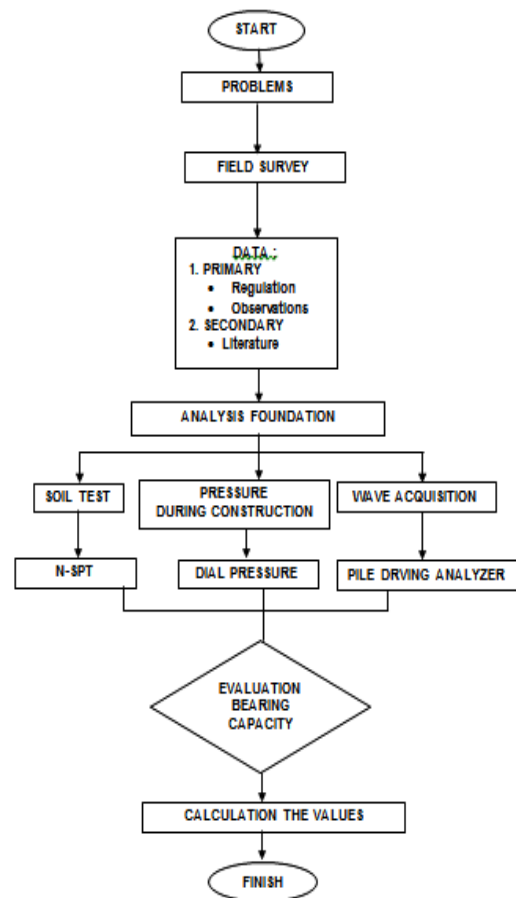 START
PROBLEMS
FIELD SURVEY
DATA :
1. PRIMARY
• Regulation
• Observations
2. SECONDARY
• Literature
ANALYSIS FOUNDATION
SOIL TEST
PRESSURE
DURING CONSTRUCTION
WAVE ACQUISITION
N-SPT
DIAL PRESSURE
PILE DRVING ANALYZER
EVALUATION
BEARING
CAPACITY
CALCULATION THE VALUES
FINISH